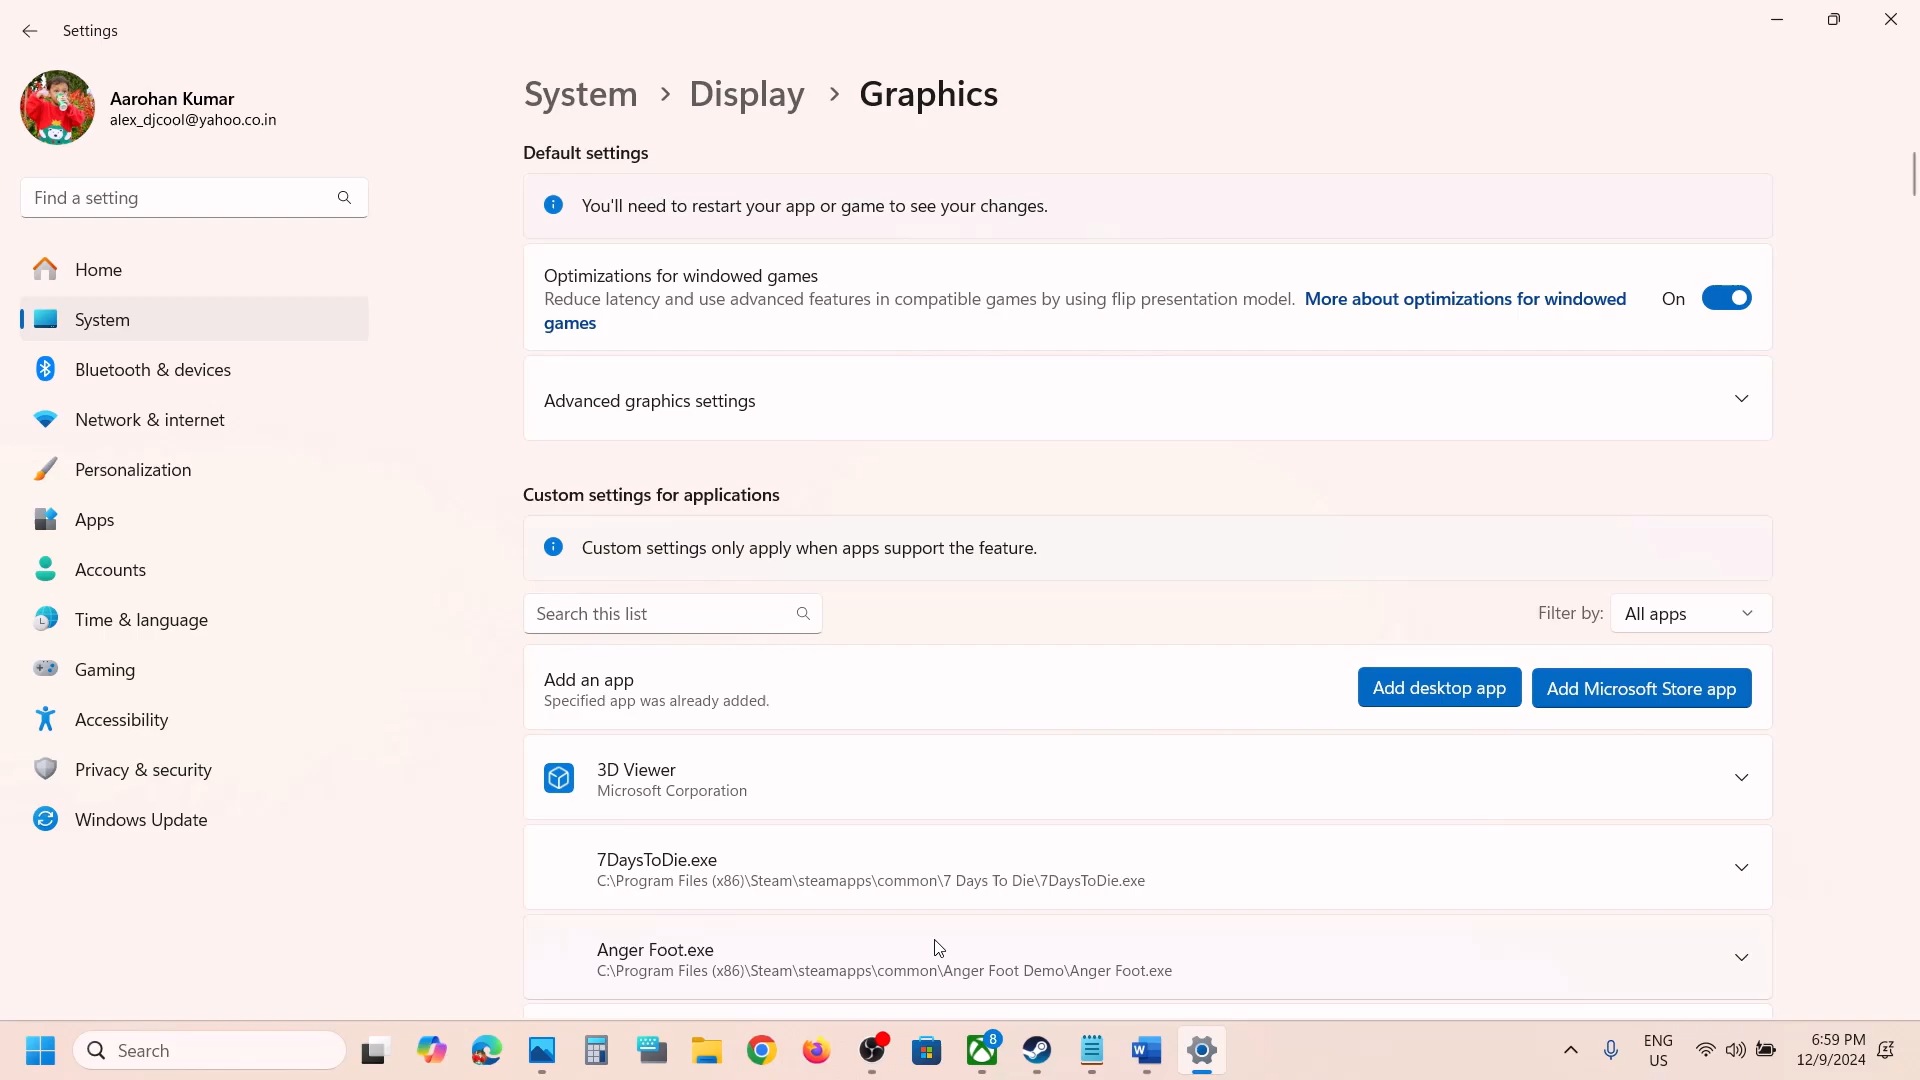 Settings
Aarohan Kumar
alex_djcool@yahoo.co.in
Find a setting
Home
System
Bluetooth & devices
Network & internet
Personalization
Apps
Accounts
Time & language
Gaming
Accessibility
Privacy & security
Windows Update
System > Display > Graphics
Default settings
You'll need to restart your app or game to see your changes.
Optimizations for windowed games
Reduce latency and use advanced features in compatible games by using flip presentation model. More about optimizations for windowed
games
On
Advanced graphics settings
Custom settings for applications
Custom settings only apply when apps support the feature.
Search this list
Filter by: All apps
Add an app
Specified app was already added.
Add desktop app
Add Microsoft Store app
3D Viewer
Microsoft Corporation
7DaysToDie.exe
C:\Program Files (x86)\Steam\steamapps\common\7 Days To Die\7DaysToDie.exe
Anger Foot.exe
C:\Program Files (x86)\Steam\steamapps\common\Anger Foot Demo\Anger Foot.exe
Search
8
ENG
US
6:59 PM
12/9/2024